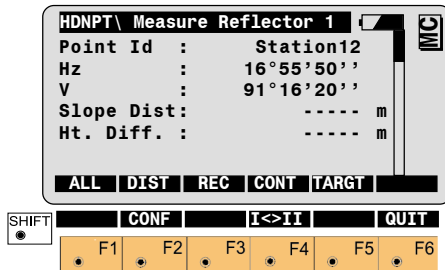 HDNPT\ Measure Reflector 1
MC
Point Id : Station12
Hz : 16°55'50''
V : 91°16'20''
Slope Dist: ----- m
Ht. Diff. : ----- m
ALL DIST REC CONT TARGT
SHIFT CONF I<>II QUIT
F1 F2 F3 F4 F5 F6